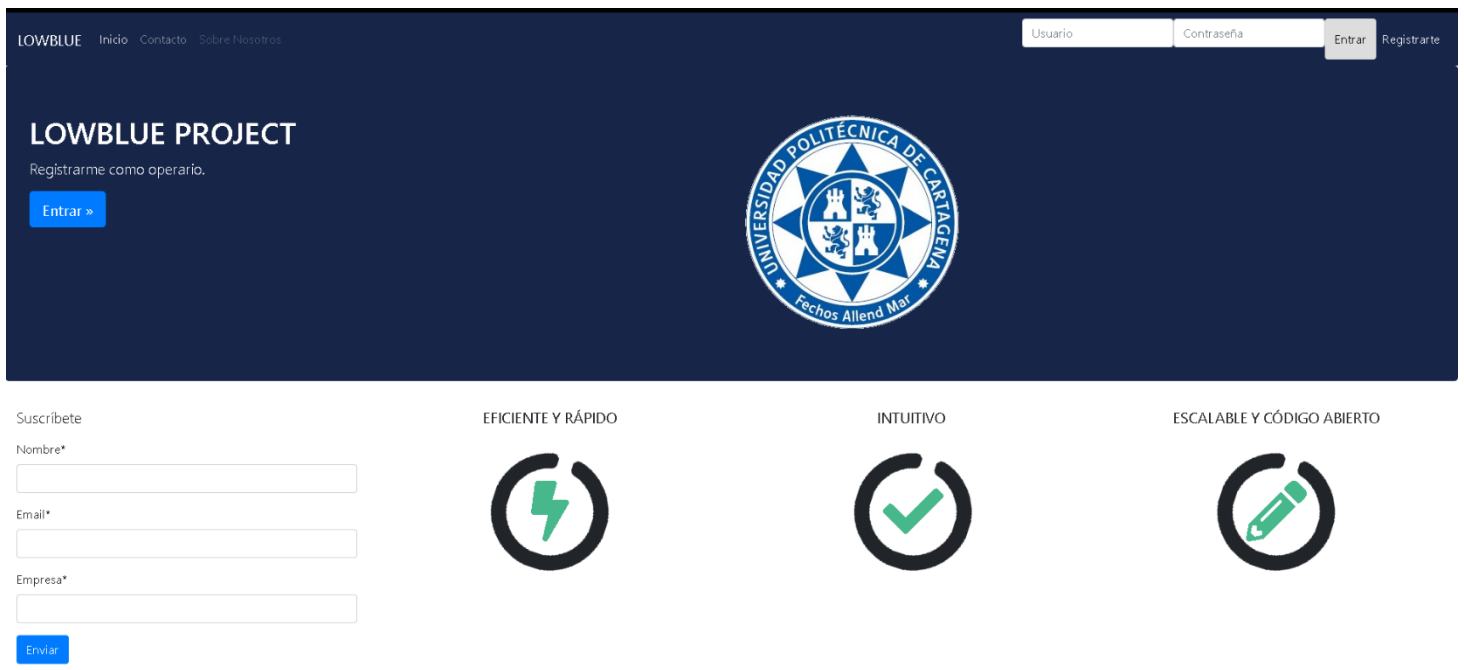 LOWBLUE Inicio Contacto Sobre Nosotros Usuario Contraseña Entrar Registrarte
LOWBLUE PROJECT
Registrarme como operario.
Entrar »
UNIVERSIDAD POLITÉCNICA DE CARTAGENA
Fechos Allend Mar
Suscríbete
Nombre*
Email*
Empresa*
Enviar
EFICIENTE Y RÁPIDO
INTUITIVO
ESCALABLE Y CÓDIGO ABIERTO